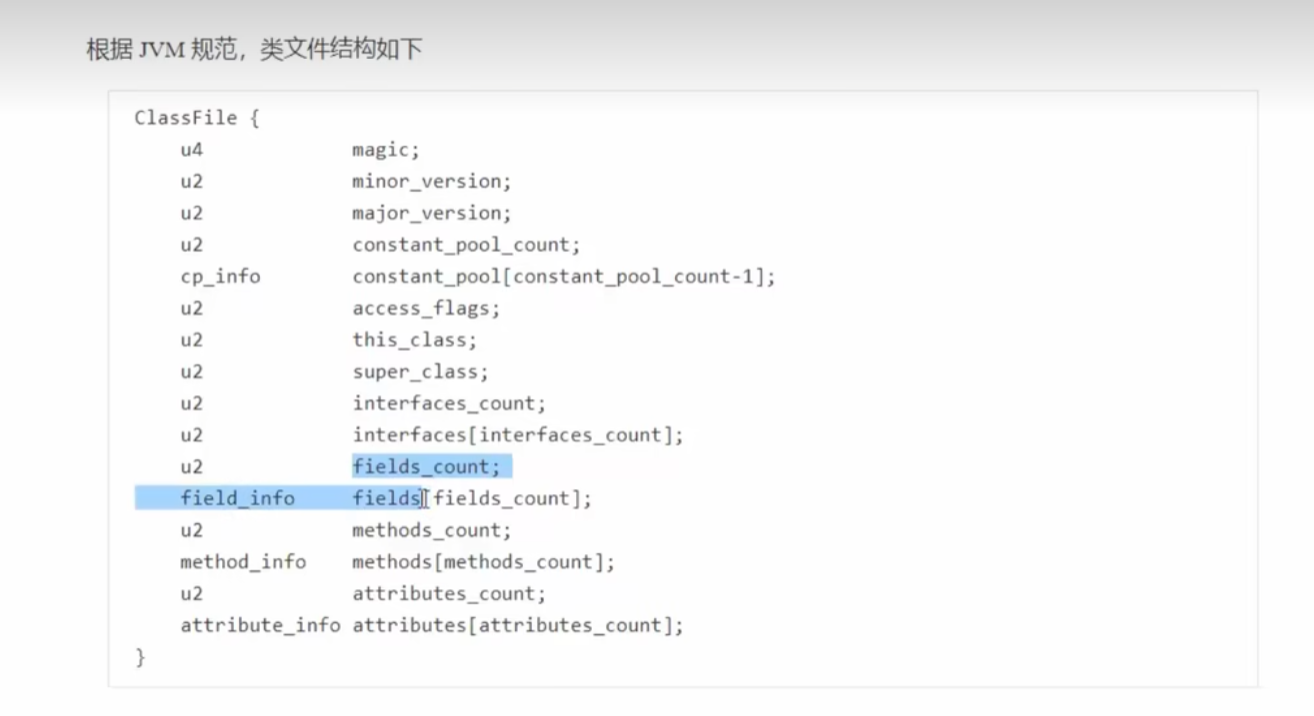 根据 JVM 规范，类文件结构如下
ClassFile {
u4 magic;
u2 minor_version;
u2 major_version;
u2 constant_pool_count;
cp_info constant_pool[constant_pool_count-1];
u2 access_flags;
u2 this_class;
u2 super_class;
u2 interfaces_count;
u2 interfaces[interfaces_count];
u2 fields_count;
field_info fields[fields_count];
u2 methods_count;
method_info methods[methods_count];
u2 attributes_count;
attribute_info attributes[attributes_count];
}